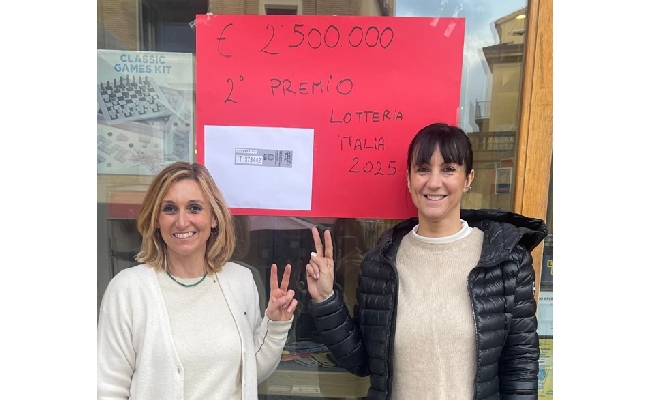 CLASSIC
GAMES KIT
€ 2'500.000
2° PREMIO
LOTTERIA
ITALIA
2025